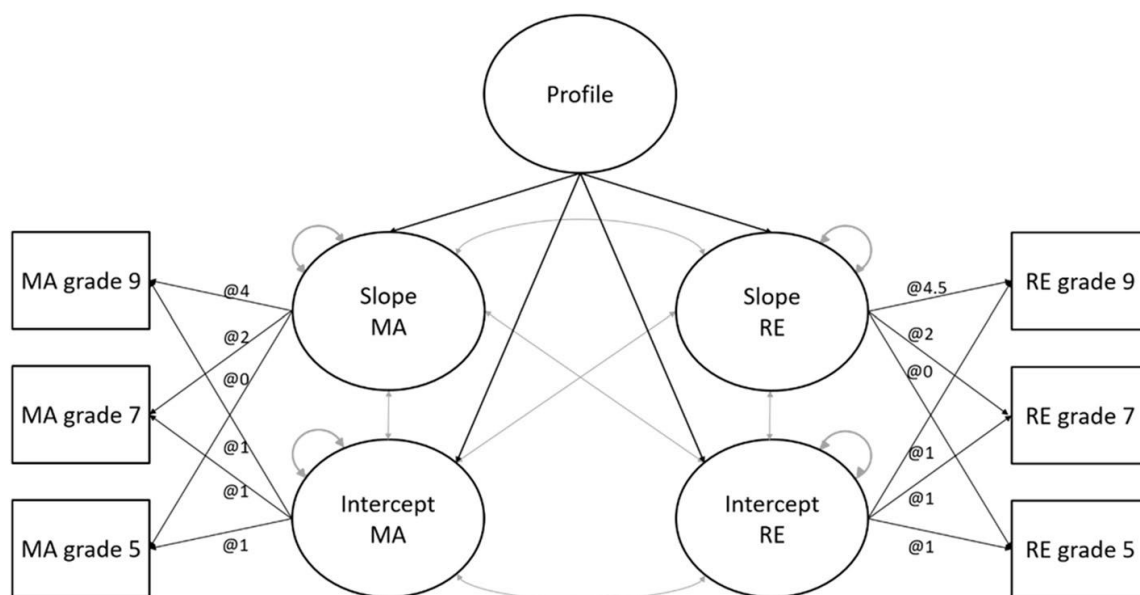 Profile
MA grade 9
@4
Slope
MA
Slope
RE
@4.5
RE grade 9
@2
@2
@0
@0
MA grade 7
RE grade 7
@1
@1
@1
@1
Intercept
MA
Intercept
RE
MA grade 5
@1
@1
RE grade 5